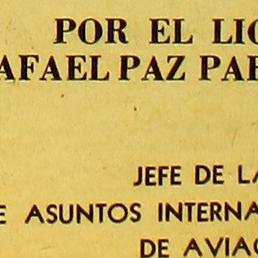 POR EL LIC
AFAEL PAZ PAR
JEFE DE LA
E ASUNTOS INTERNA
DE AVIAC